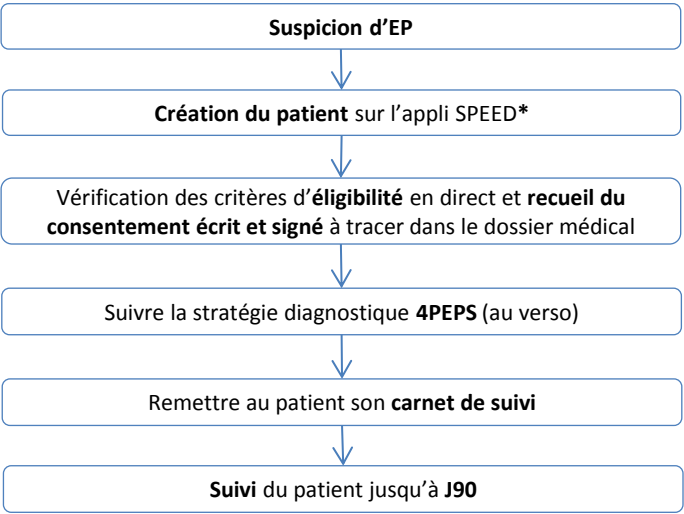 Suspicion d’EP
Création du patient sur l’appli SPEED*
Vérification des critères d’éligibilité en direct et recueil du
consentement écrit et signé à tracer dans le dossier médical
Suivre la stratégie diagnostique 4PEPS (au verso)
Remettre au patient son carnet de suivi
Suivi du patient jusqu’à J90